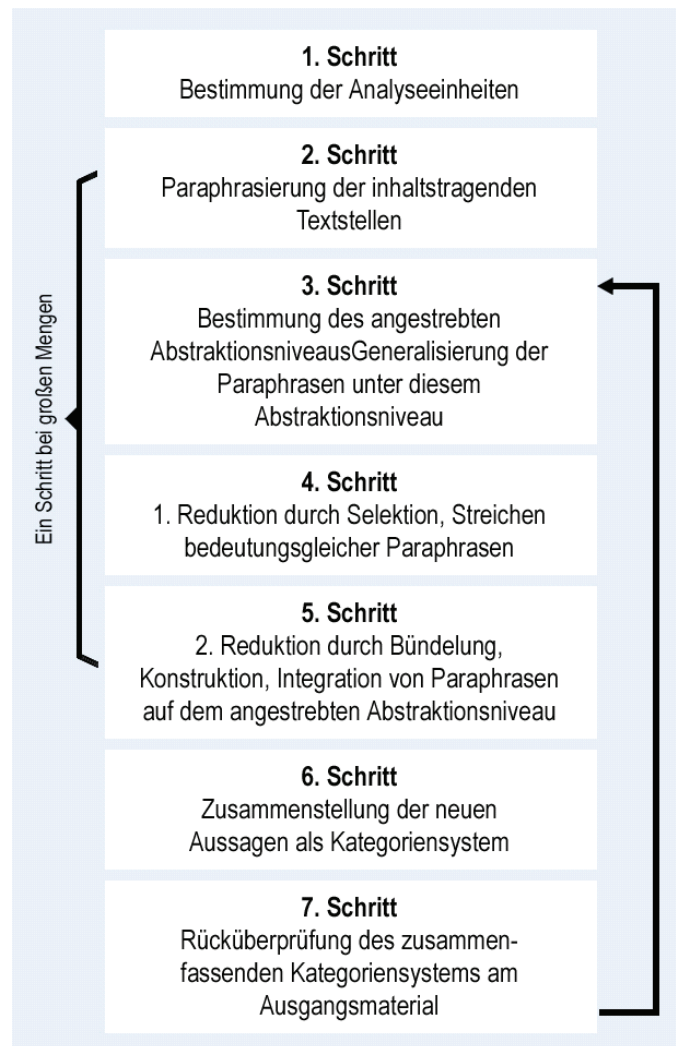 1. Schritt
Bestimmung der Analyseeinheiten
2. Schritt
Paraphrasierung der inhaltstragenden
Textstellen
3. Schritt
Bestimmung des angestrebten
AbstraktionsniveausGeneralisierung der
Paraphrasen unter diesem
Abstraktionsniveau
4. Schritt
1. Reduktion durch Selektion, Streichen
bedeutungsgleicher Paraphrasen
5. Schritt
2. Reduktion durch Bündelung,
Konstruktion, Integration von Paraphrasen
auf dem angestrebten Abstraktionsniveau
6. Schritt
Zusammenstellung der neuen
Aussagen als Kategoriensystem
7. Schritt
Rücküberprüfung des zusammen-
fassenden Kategoriensystems am
Ausgangsmaterial
Ein Schritt bei großen Mengen